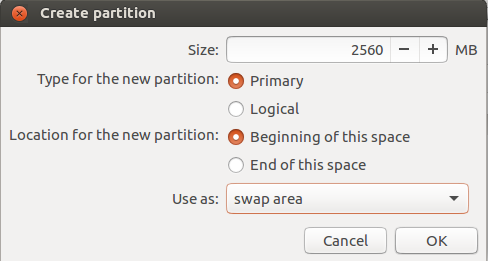 Create partition
Size: 2560 MB
Type for the new partition: Primary
Logical
Location for the new partition: Beginning of this space
End of this space
Use as: swap area
Cancel OK